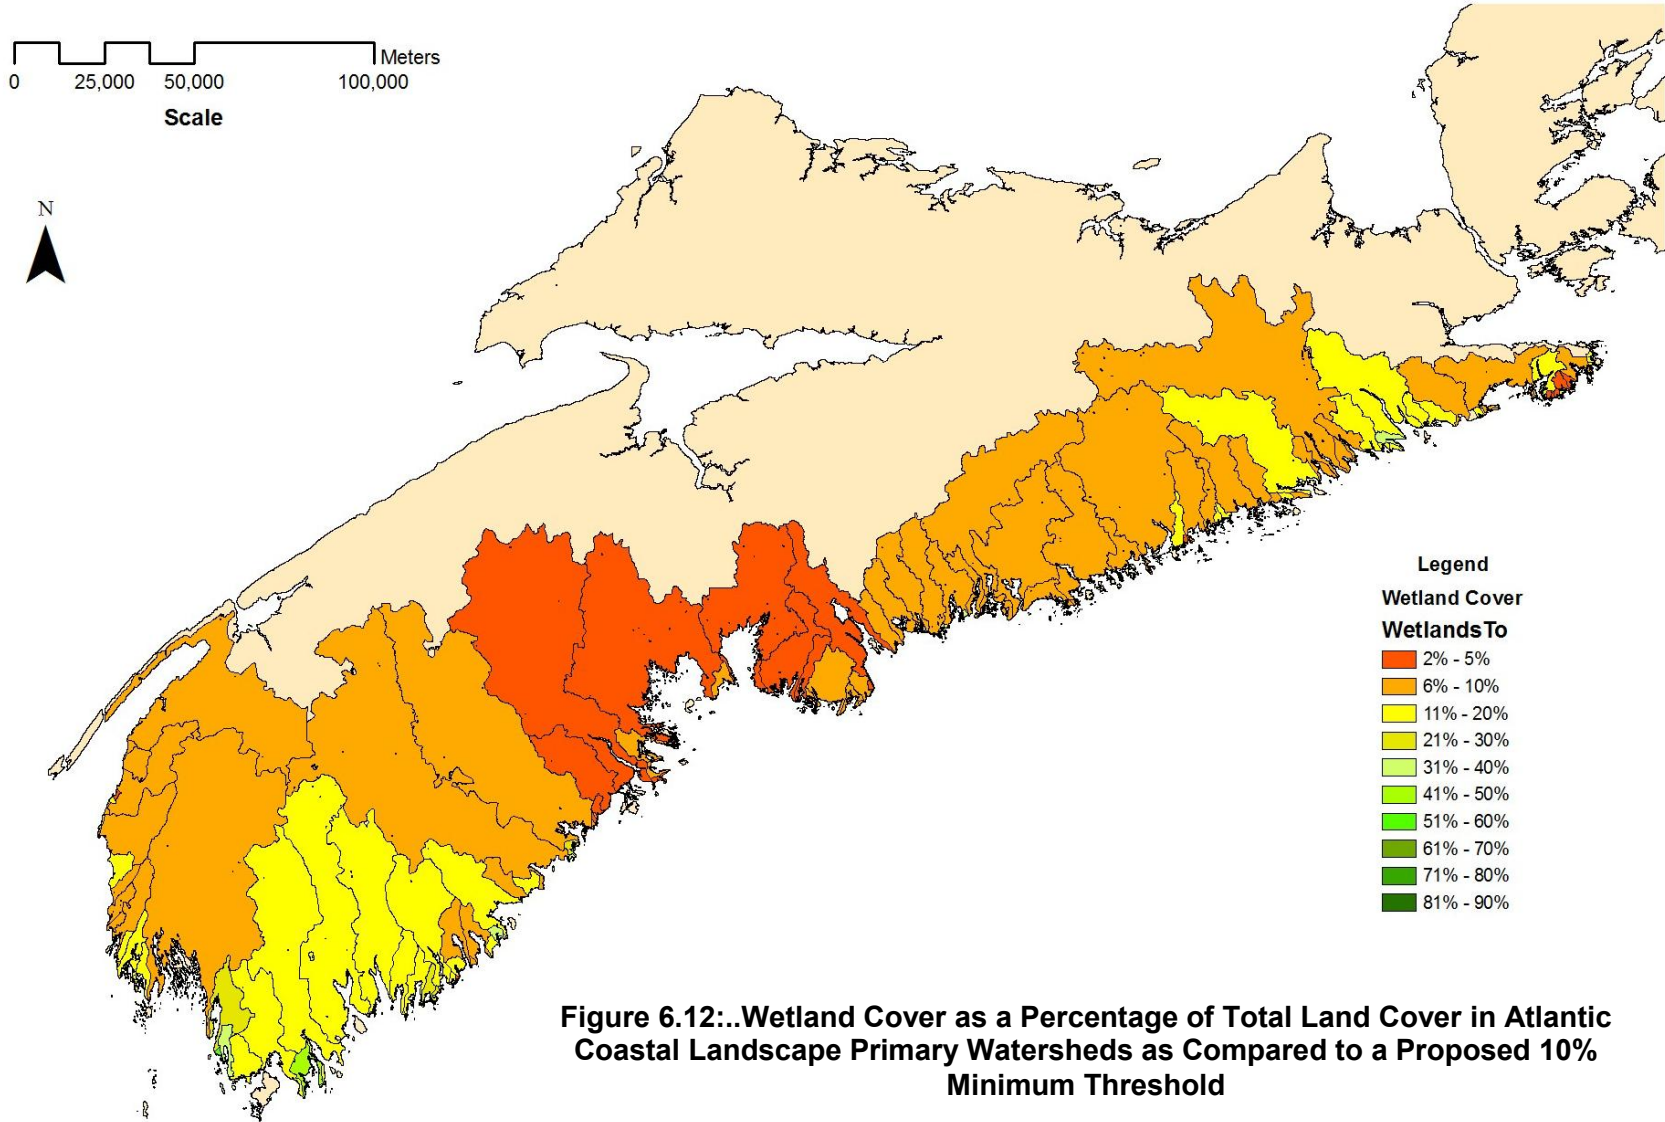 Meters
0 25,000 50,000 100,000
Scale
N
Legend
Wetland Cover
WetlandsTo
2% - 5%
6% - 10%
11% - 20%
21% - 30%
31% - 40%
41% - 50%
51% - 60%
61% - 70%
71% - 80%
81% - 90%
Figure 6.12:..Wetland Cover as a Percentage of Total Land Cover in Atlantic
Coastal Landscape Primary Watersheds as Compared to a Proposed 10%
Minimum Threshold